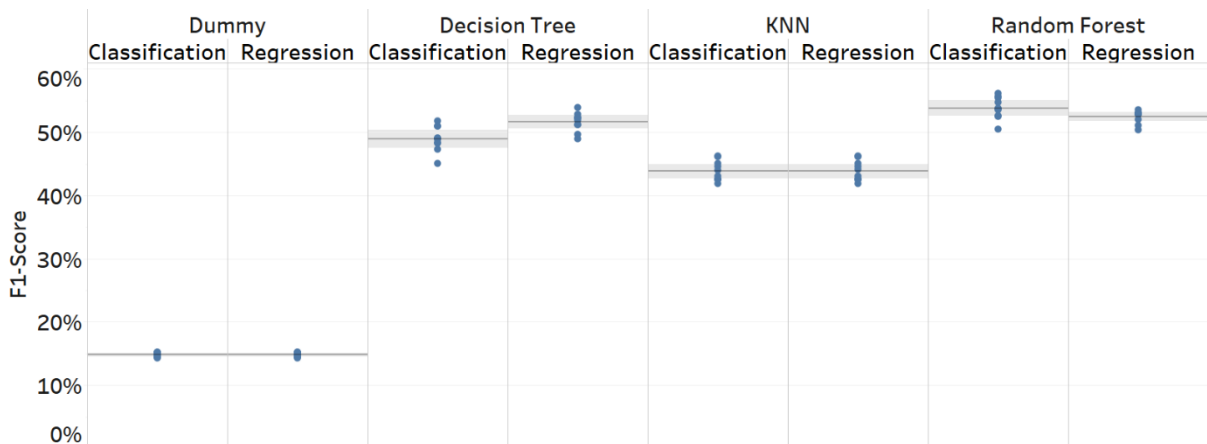 Dummy Decision Tree KNN Random Forest
Classification Regression Classification Regression Classification Regression Classification Regression
60%
50%
40%
30%
20%
10%
0%
F1-Score